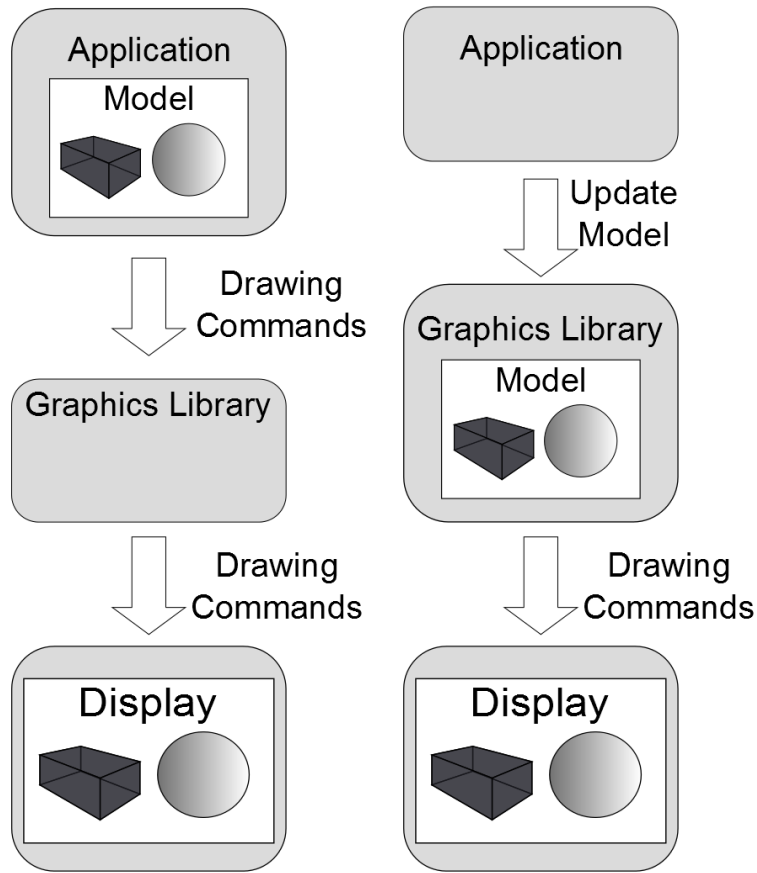 Application
Model
Drawing
Commands
Graphics Library
Drawing
Commands
Display
Application
Update
Model
Graphics Library
Model
Drawing
Commands
Display